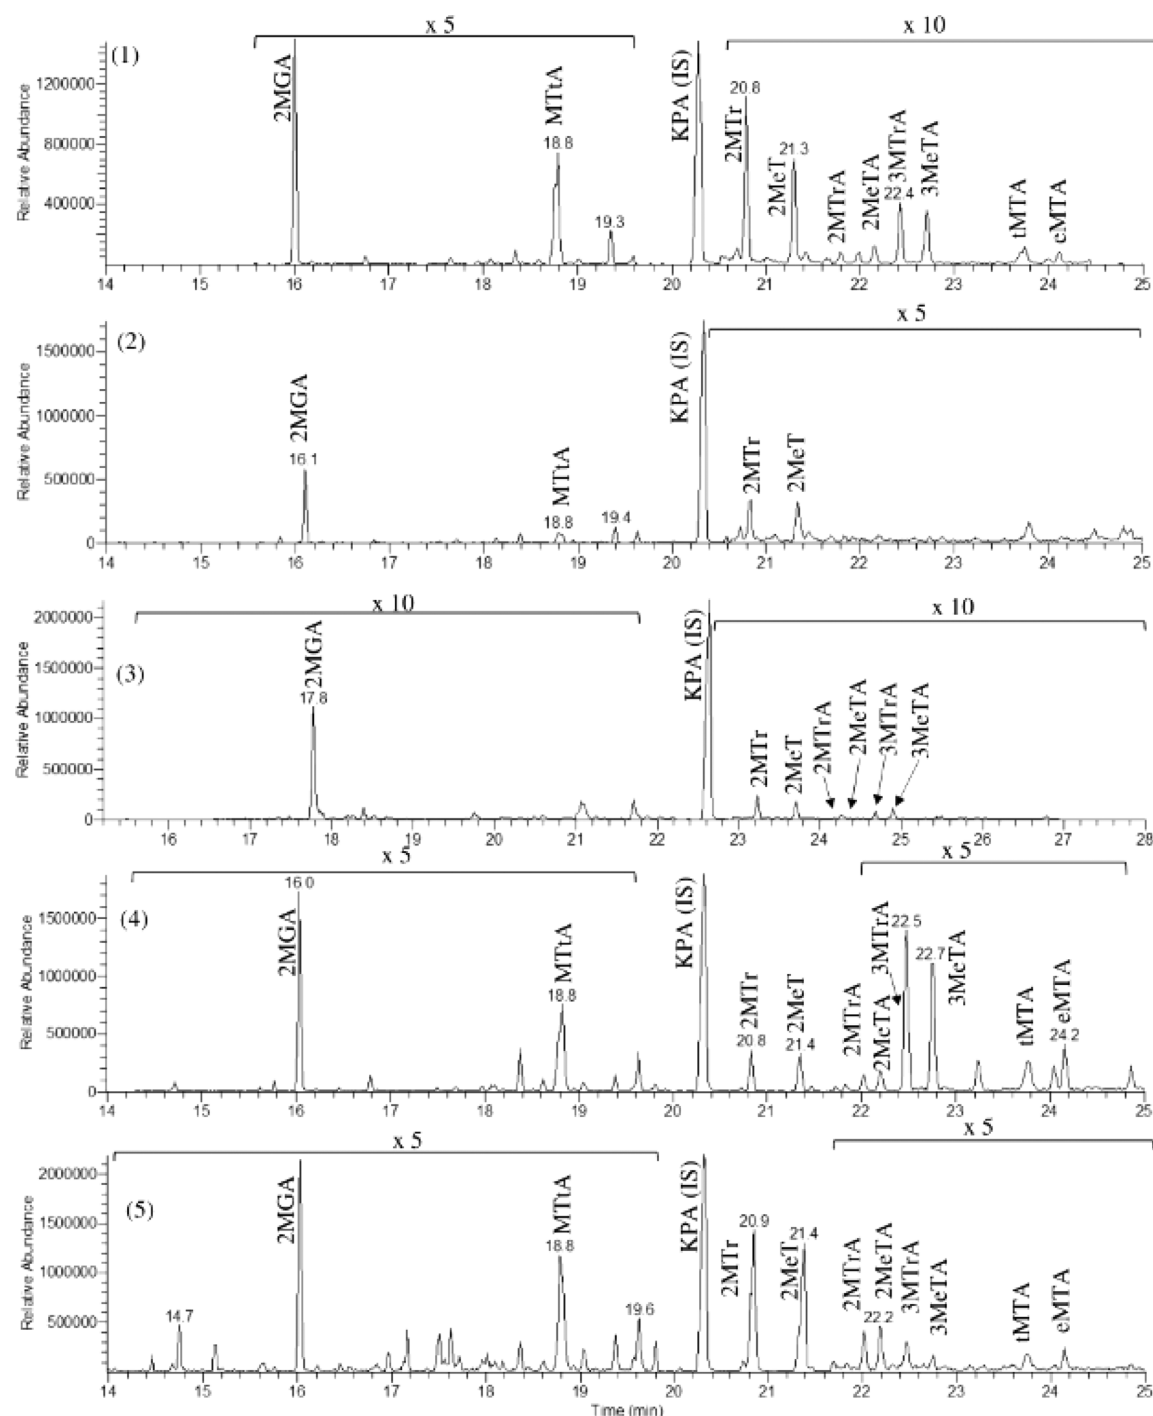 x 5
x 10
(1)
2MGA
MTtA
18.8
19.3
KPA (IS)
2MTr
20.8
2MeT
21.3
2MTrA
2MeTA
3MTrA
22.4
3MeTA
tMTA
eMTA
Relative Abundance
1200000
800000
400000
14 15 16 17 18 19 20 21 22 23 24 25
x 5
(2)
2MGA
16.1
MTtA
18.8
19.4
KPA (IS)
2MTr
2MeT
Relative Abundance
1500000
1000000
500000
0
14 15 16 17 18 19 20 21 22 23 24 25
x 10
x 10
(3)
2MGA
17.8
KPA (IS)
2MTr
2MeT
2MTrA
2MeTA
3MTrA
3MeTA
Relative Abundance
2000000
1500000
1000000
500000
0
16 17 18 19 20 21 22 23 24 25 26 27 28
x 5
x 5
(4)
2MGA
16.0
MTtA
18.8
KPA (IS)
2MTr
20.8
2MeT
21.4
2MTrA
2MeTA
3MTrA
22.5
22.7
3MeTA
tMTA
eMTA
24.2
Relative Abundance
1500000
1000000
500000
0
14 15 16 17 18 19 20 21 22 23 24 25
x 5
x 5
(5)
14.7
2MGA
MTtA
18.8
19.6
KPA (IS)
2MTr
20.9
2MeT
21.4
2MTrA
2MeTA
22.2
3MTrA
3MeTA
tMTA
eMTA
Relative Abundance
2000000
1500000
1000000
500000
14 15 16 17 18 19 20 21 22 23 24 25
Time (min)